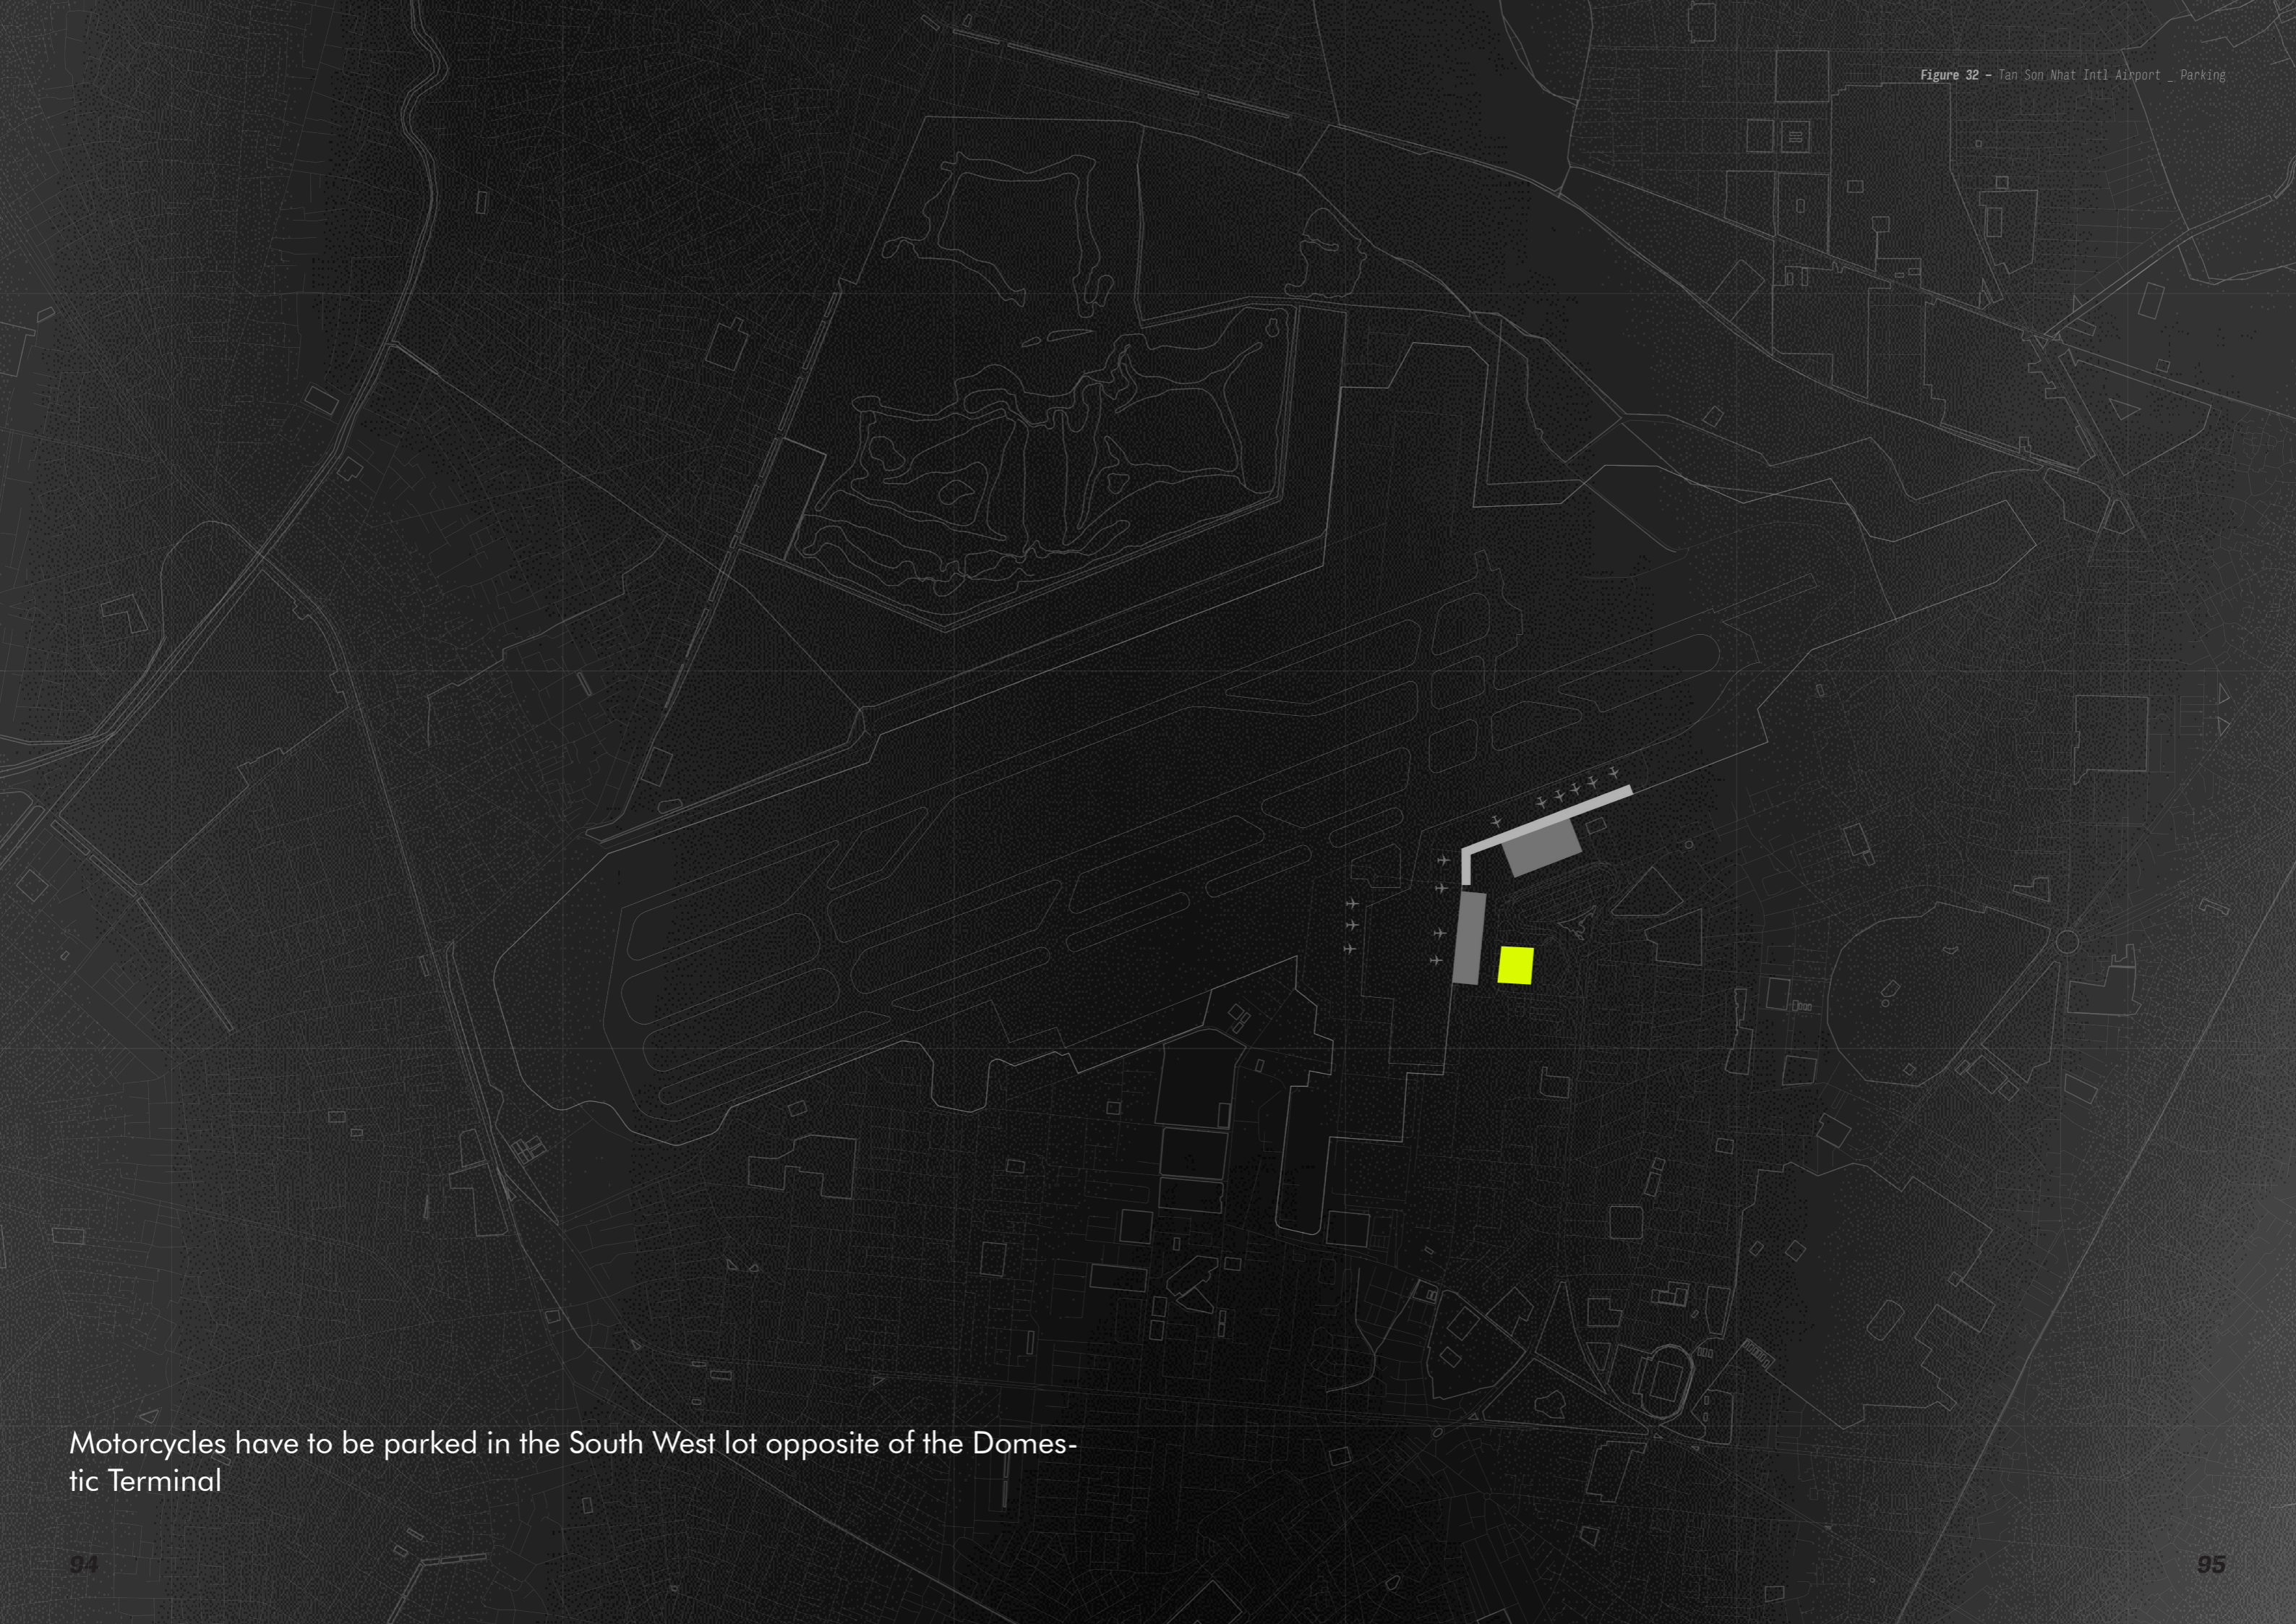 Figure 32 – Tan Son Nhat Intl Airport _ Parking
Motorcycles have to be parked in the South West lot opposite of the Domes-
tic Terminal
94
95